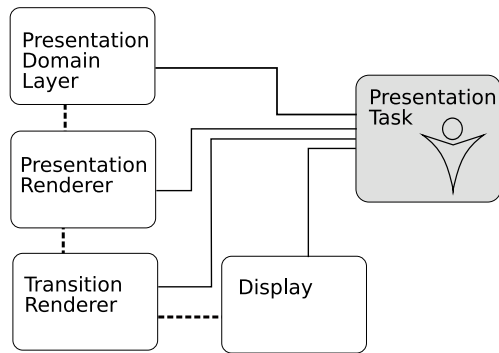 Presentation
Domain
Layer
Presentation
Task
Presentation
Renderer
Transition
Renderer
Display